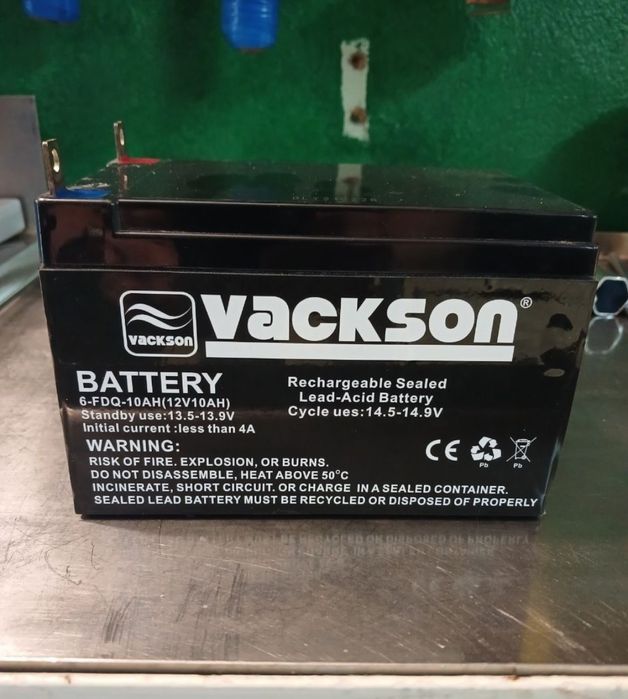 VACKSON®
VACKSON
BATTERY
6-FDQ-10AH(12V10AH)
Standby use:13.5-13.9V
Initial current :less than 4A
Rechargeable Sealed
Lead-Acid Battery
Cycle ues:14.5-14.9V
CE
Pb
Pb
WARNING:
RISK OF FIRE. EXPLOSION, OR BURNS.
DO NOT DISASSEMBLE, HEAT ABOVE 50°C
INCINERATE, SHORT CIRCUIT. OR CHARGE IN A SEALED CONTAINER.
SEALED LEAD BATTERY MUST BE RECYCLED OR DISPOSED OF PROPERLY